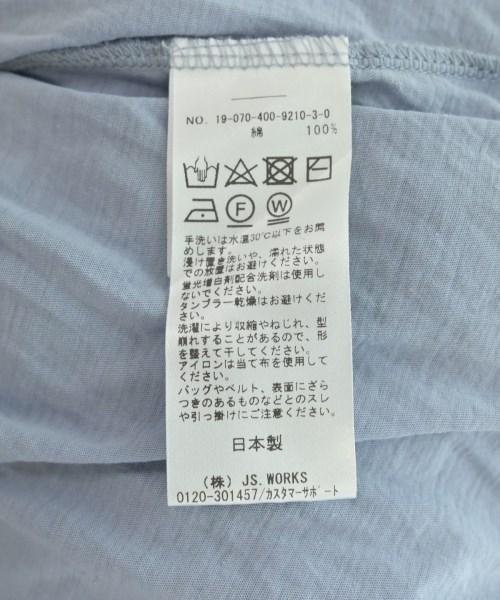 NO. 19-070-400-9210-3-0
綿 100%
F W
手洗いは水温30℃以下をお薦
めします。
浸け置き洗いや、濡れた状態
での放置はお避けください。
蛍光増白剤配合洗剤は使用し
ないでください。
タンブラー乾燥はお避けくだ
さい。
洗濯により収縮やねじれ、型
崩れすることがあるので、形
を整えて干してください。
アイロンは当て布を使用して
ください。
バッグやベルト、表面にざら
つきのあるものなどとのスレ
や引っ掛けにご注意ください。
日本製
(株) JS.WORKS
0120-301457/カスタマーサポート